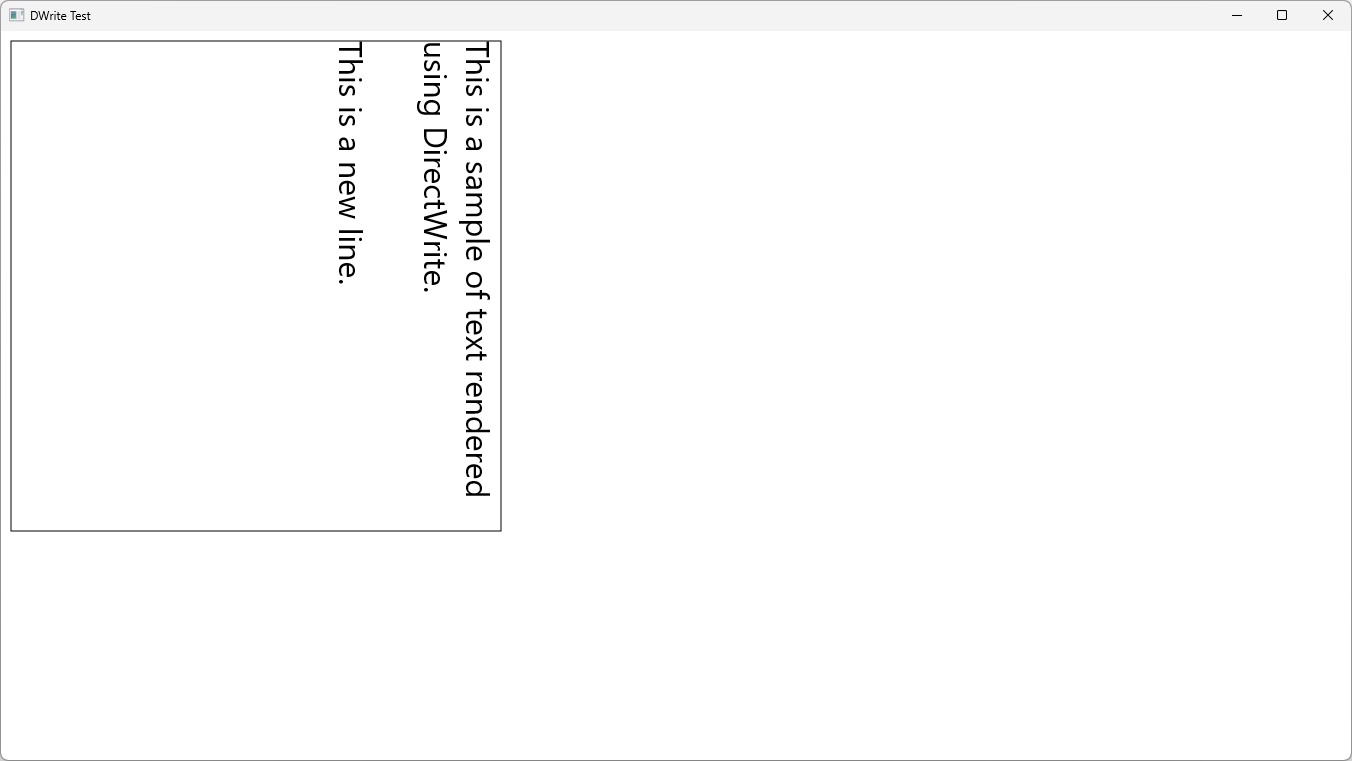 DWrite Test
This is a sample of text rendered
using DirectWrite.
This is a new line.